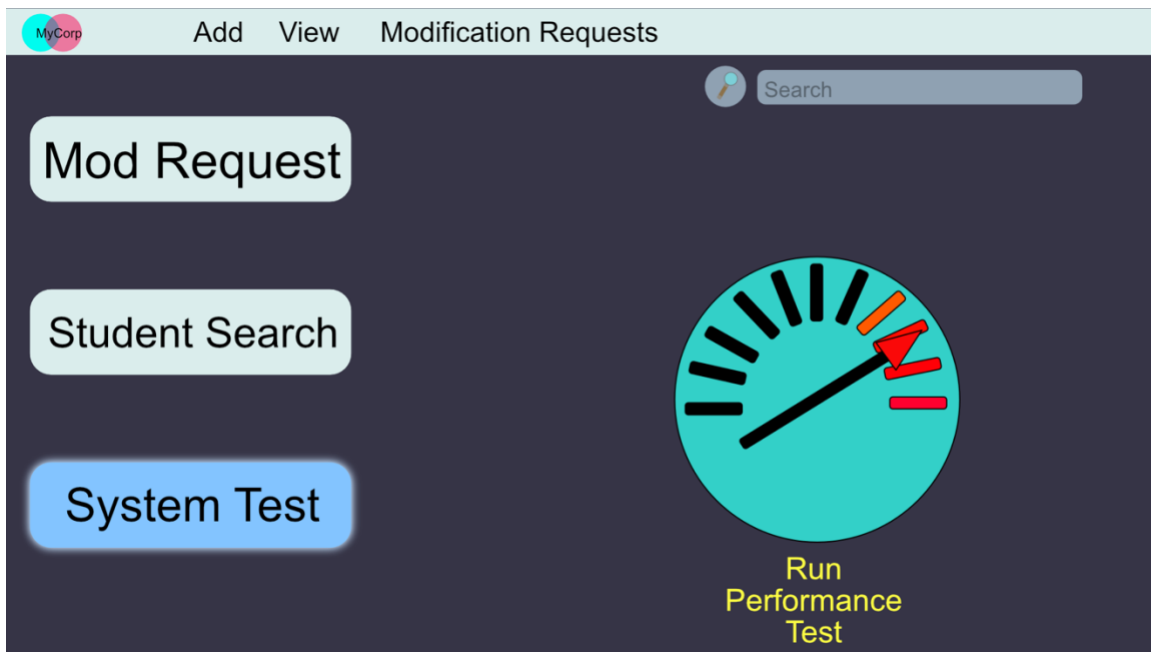 MyCorp
Add View Modification Requests
Search
Mod Request
Student Search
System Test
Run
Performance
Test